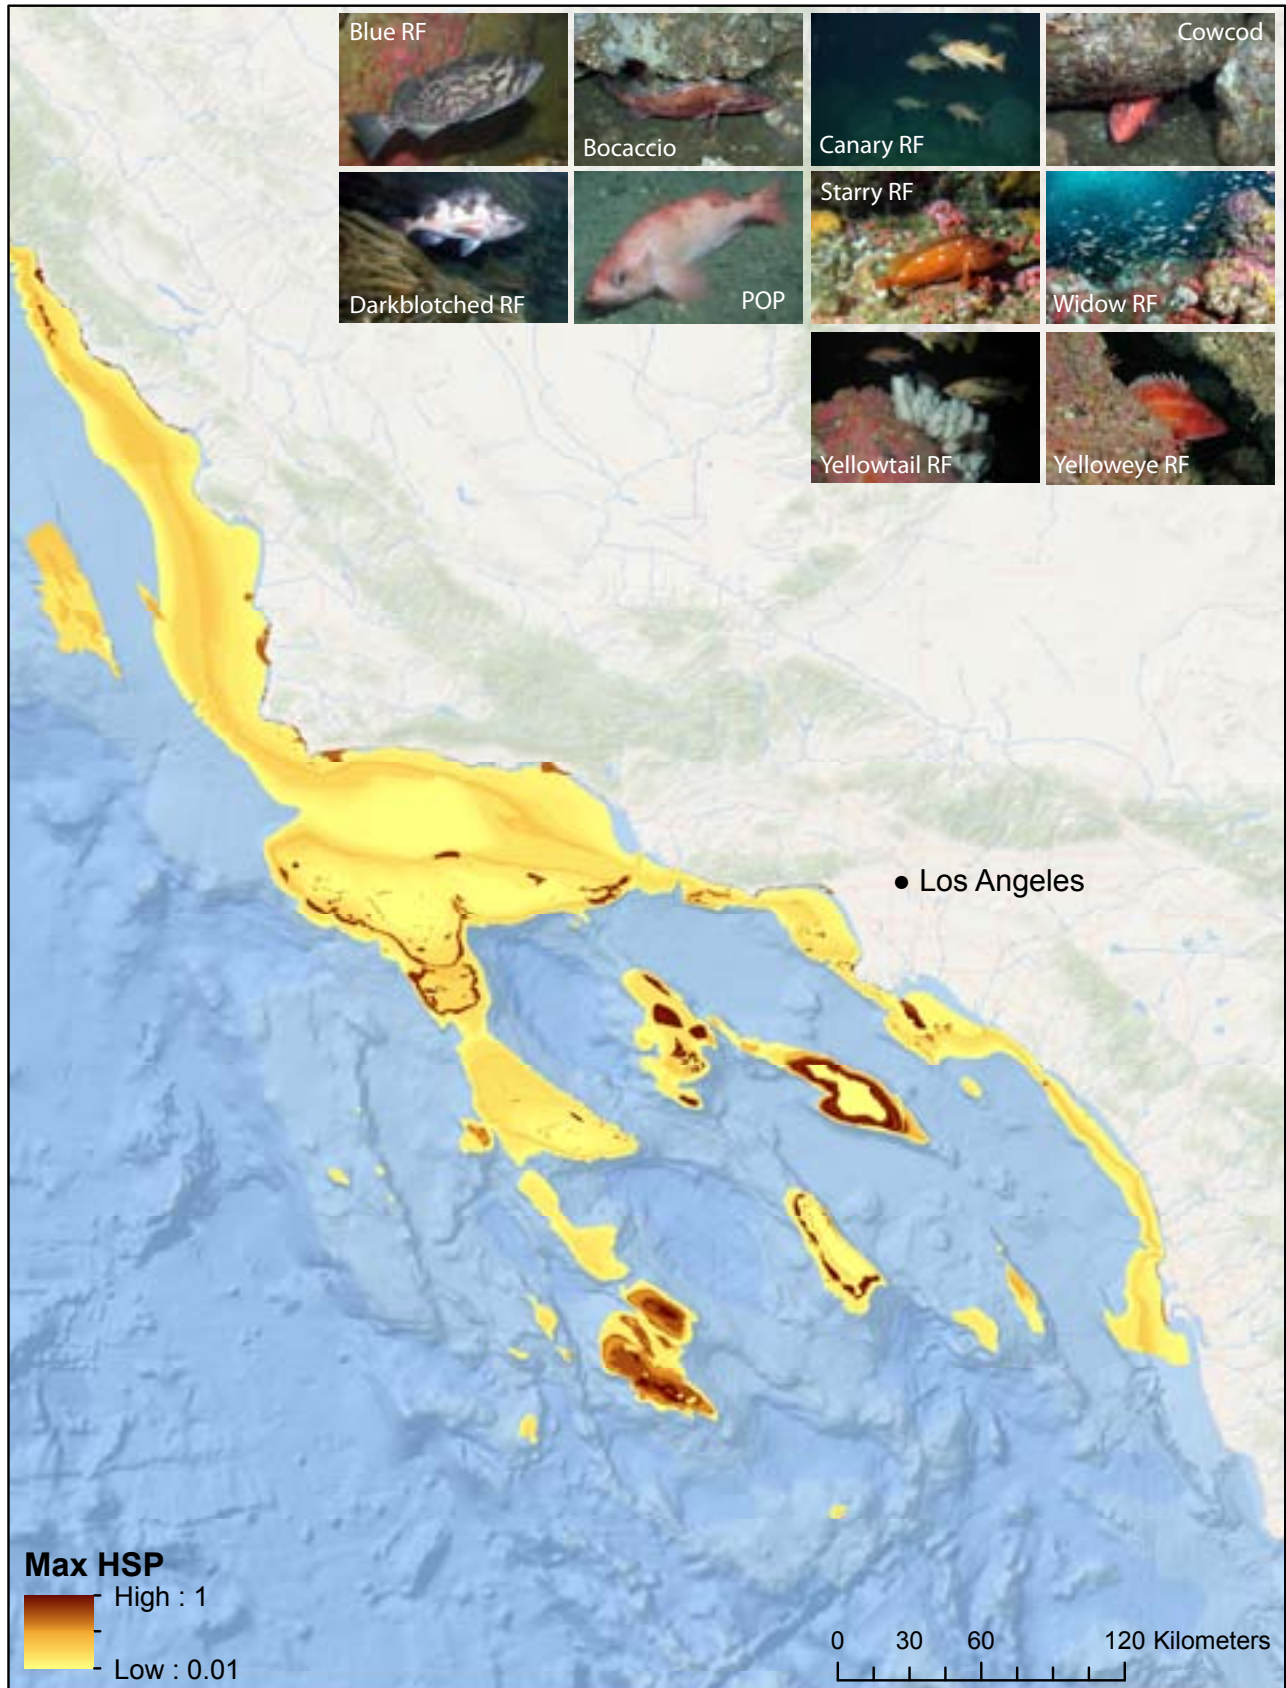 Blue RF
Bocaccio
Canary RF
Cowcod
Darkblotched RF
POP
Starry RF
Widow RF
Yellowtail RF
Yelloweye RF
Los Angeles
Max HSP
High : 1
Low : 0.01
0 30 60 120 Kilometers